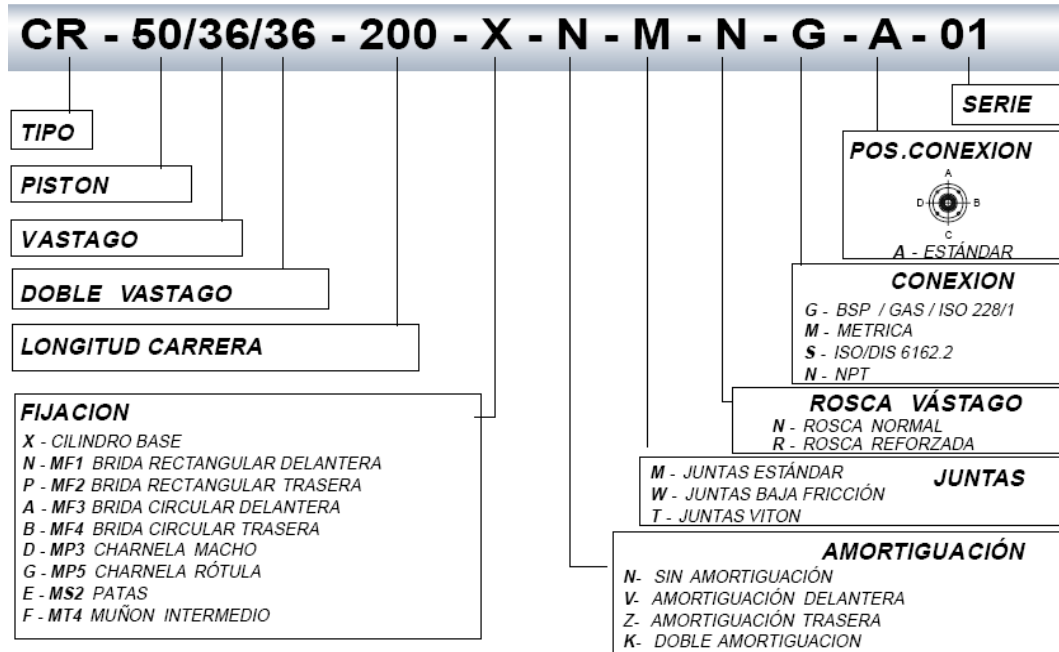 CR - 50/36/36 - 200 - X - N - M - N - G - A - 01
TIPO
PISTON
VASTAGO
DOBLE VASTAGO
LONGITUD CARRERA
FIJACION
X - CILINDRO BASE
N - MF1 BRIDA RECTANGULAR DELANTERA
P - MF2 BRIDA RECTANGULAR TRASERA
A - MF3 BRIDA CIRCULAR DELANTERA
B - MF4 BRIDA CIRCULAR TRASERA
D - MP3 CHARNELA MACHO
G - MP5 CHARNELA RÓTULA
E - MS2 PATAS
F - MT4 MUÑON INTERMEDIO
SERIE
POS.CONEXION
A
D B
C
A - ESTÁNDAR
CONEXION
G - BSP / GAS / ISO 228/1
M - METRICA
S - ISO/DIS 6162.2
N - NPT
ROSCA VÁSTAGO
N - ROSCA NORMAL
R - ROSCA REFORZADA
JUNTAS
M - JUNTAS ESTÁNDAR
W - JUNTAS BAJA FRICCIÓN
T - JUNTAS VITON
AMORTIGUACIÓN
N- SIN AMORTIGUACIÓN
V- AMORTIGUACIÓN DELANTERA
Z- AMORTIGUACIÓN TRASERA
K- DOBLE AMORTIGUACION